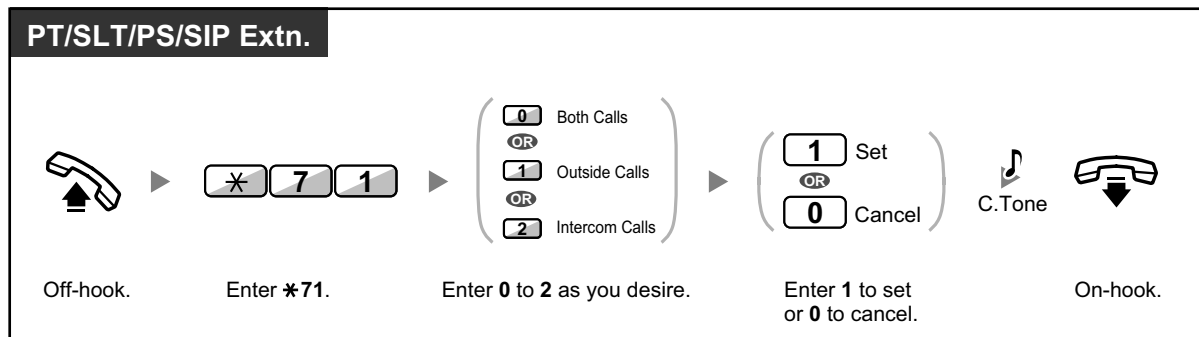 PT/SLT/PS/SIP Extn.
0 Both Calls
OR
1 Outside Calls
OR
2 Intercom Calls
1 Set
OR
0 Cancel
C.Tone
Off-hook.
＊ 7 1
Enter ＊71.
Enter 0 to 2 as you desire.
Enter 1 to set
or 0 to cancel.
On-hook.